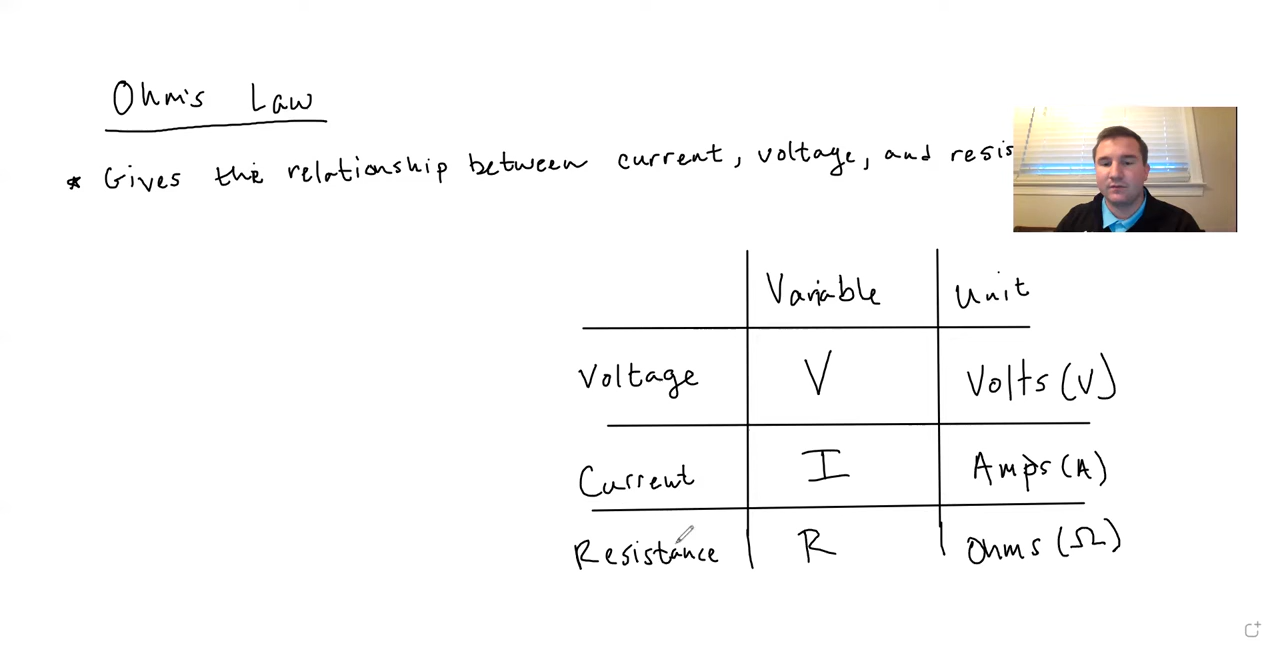 Ohm's Law
* Gives the relationship between current, voltage, and resis
Variable Unit
Voltage V Volts (V)
Current I Amps (A)
Resistance R Ohms (Ω)